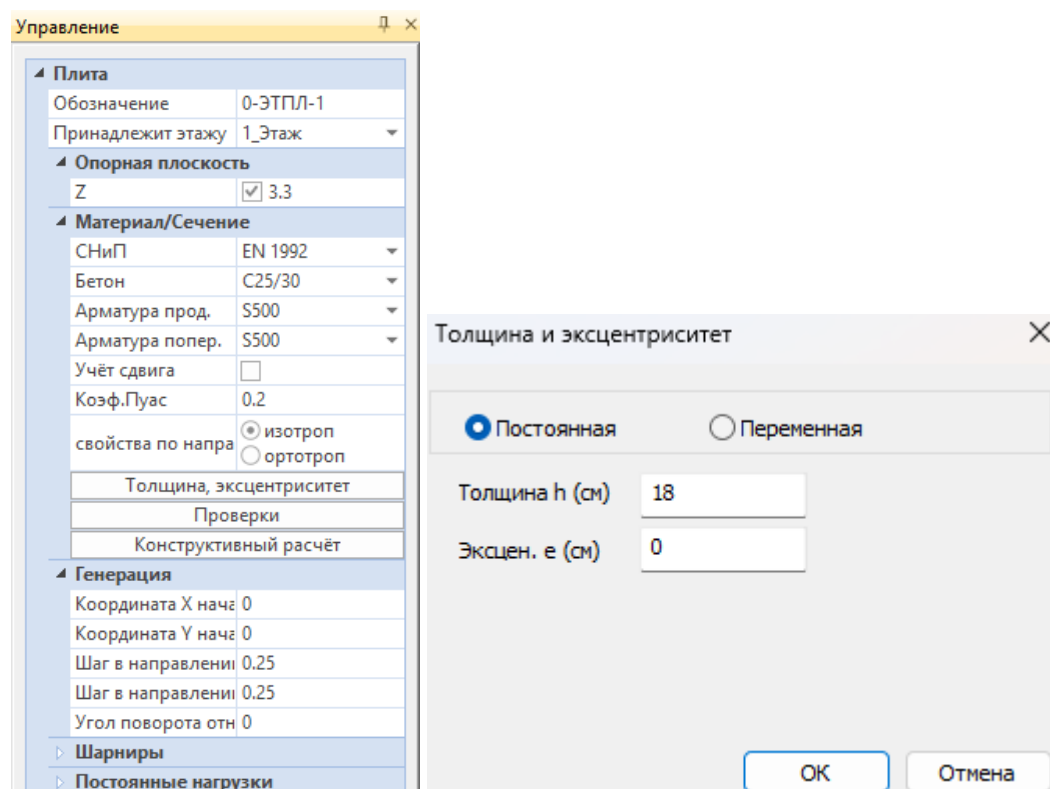 Управление
Плита
Обозначение 0-ЭТПЛ-1
Принадлежит этажу 1_Этаж
Опорная плоскость
Z 3.3
Материал/Сечение
СНиП EN 1992
Бетон C25/30
Арматура прод. S500
Арматура попер. S500
Учёт сдвига
Коэф.Пуас 0.2
свойства по напра изотроп
ортотроп
Толщина, эксцентриситет
Проверки
Конструктивный расчёт
Генерация
Координата X нача 0
Координата Y нача 0
Шаг в направлени 0.25
Шаг в направлени 0.25
Угол поворота отн 0
Шарниры
Постоянные нагрузки
Толщина и эксцентриситет
Постоянная Переменная
Толщина h (см) 18
Эксцен. e (см) 0
ОК Отмена